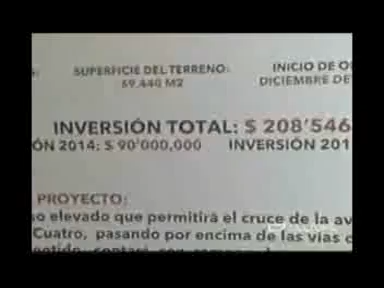 SUPERFICIE DEL TERRENO: INICIO DE O
69.440 M2 DICIEMBRE DE
INVERSIÓN TOTAL: $ 208'546
ÓN 2014: $ 90'000,000 INVERSIÓN 201
PROYECTO:
so elevado que permitirá el cruce de la av
Cuatro, pasando por encima de las vías